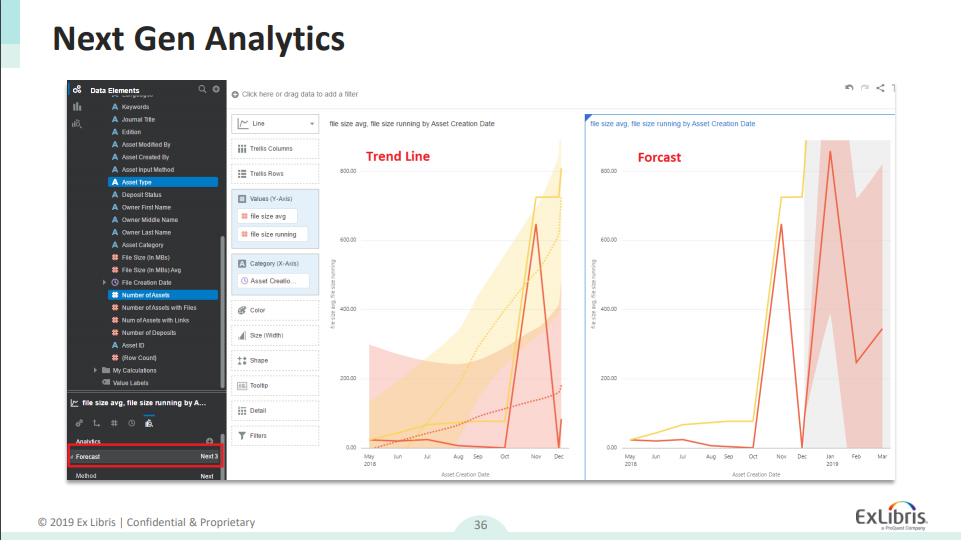 Next Gen Analytics
Data Elements
Keywords
Journal Title
Edition
Asset Modified By
Asset Created By
Asset Input Method
Asset Type
Deposit Status
Owner First Name
Owner Middle Name
Owner Last Name
Asset Category
File Size (In MBs)
File Size (In MBs) Avg
File Creation Date
Number of Assets
Number of Assets with Files
Num of Assets with Links
Number of Deposits
Asset ID
(Row Count)
My Calculations
Value Labels
file size avg, file size running by A...
Analytics
Forecast Next 3
Method Next
Click here or drag data to add a filter
Line
Trellis Columns
Trellis Rows
Values (Y-Axis)
file size avg
file size running
Category (X-Axis)
Asset Creatio...
Color
Size (Width)
Shape
Tooltip
Detail
Filters
file size avg, file size running by Asset Creation Date
Trend Line
800.00
600.00
400.00
200.00
0.00
file size avg, file size running
May Jun Jul Aug Sep Oct Nov Dec
2018
Asset Creation Date
file size avg, file size running by Asset Creation Date
Forcast
800.00
600.00
400.00
200.00
0.00
file size avg, file size running
May Jun Jul Aug Sep Oct Nov Dec Jan Feb Mar
2018 2019
Asset Creation Date
© 2019 Ex Libris | Confidential & Proprietary
36
ExLibris
a ProQuest Company